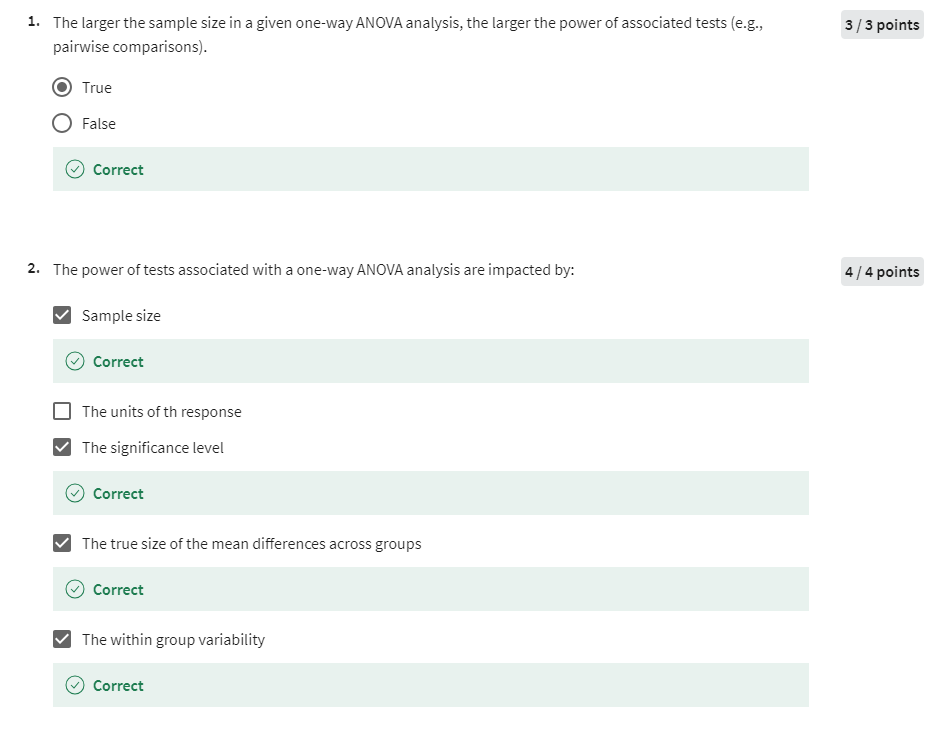 1. The larger the sample size in a given one-way ANOVA analysis, the larger the power of associated tests (e.g.,
pairwise comparisons).
3 / 3 points
True
False
Correct
2. The power of tests associated with a one-way ANOVA analysis are impacted by:
4 / 4 points
Sample size
Correct
The units of th response
The significance level
Correct
The true size of the mean differences across groups
Correct
The within group variability
Correct